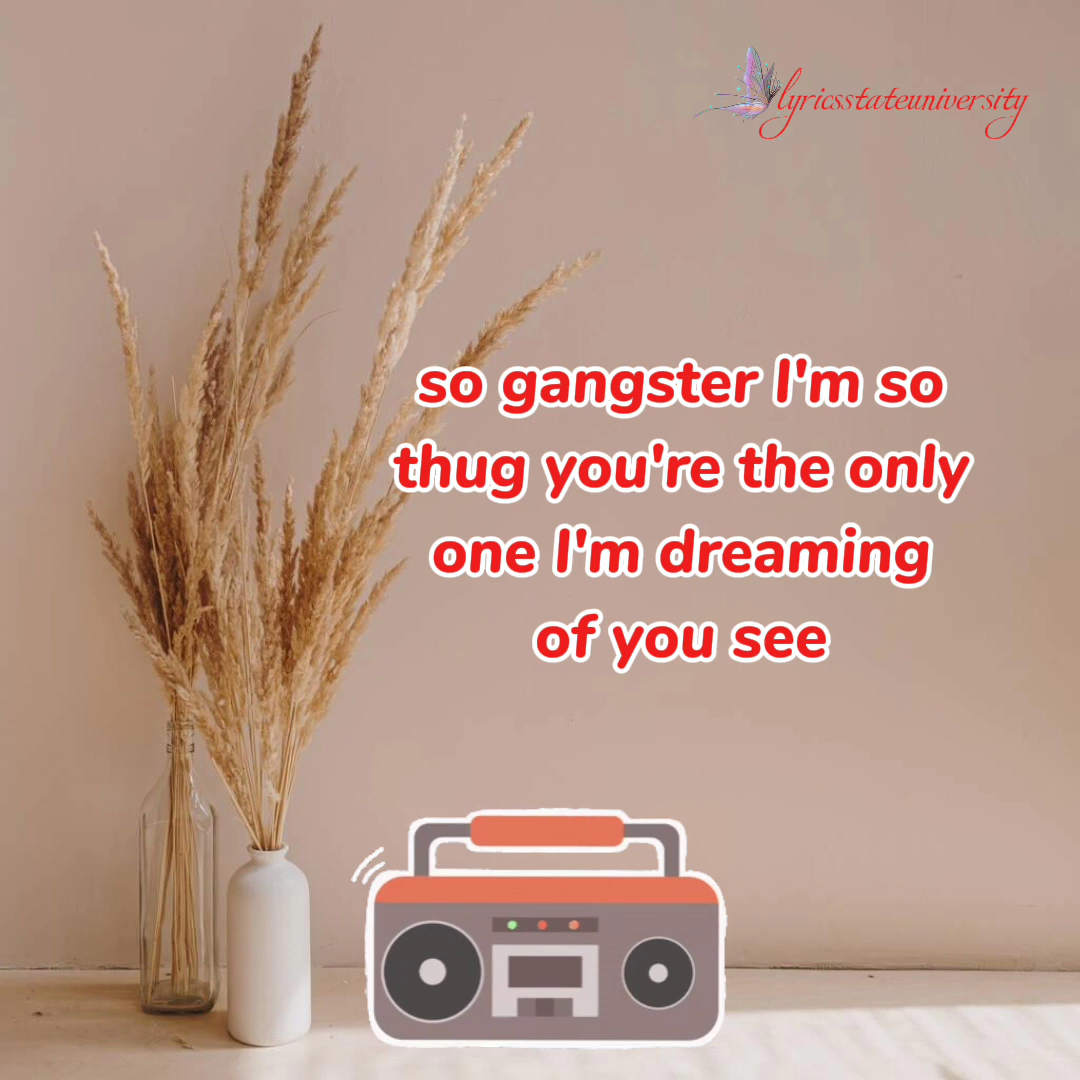 lyricsstateuniversity
so gangster I'm so
thug you're the only
one I'm dreaming
of you see